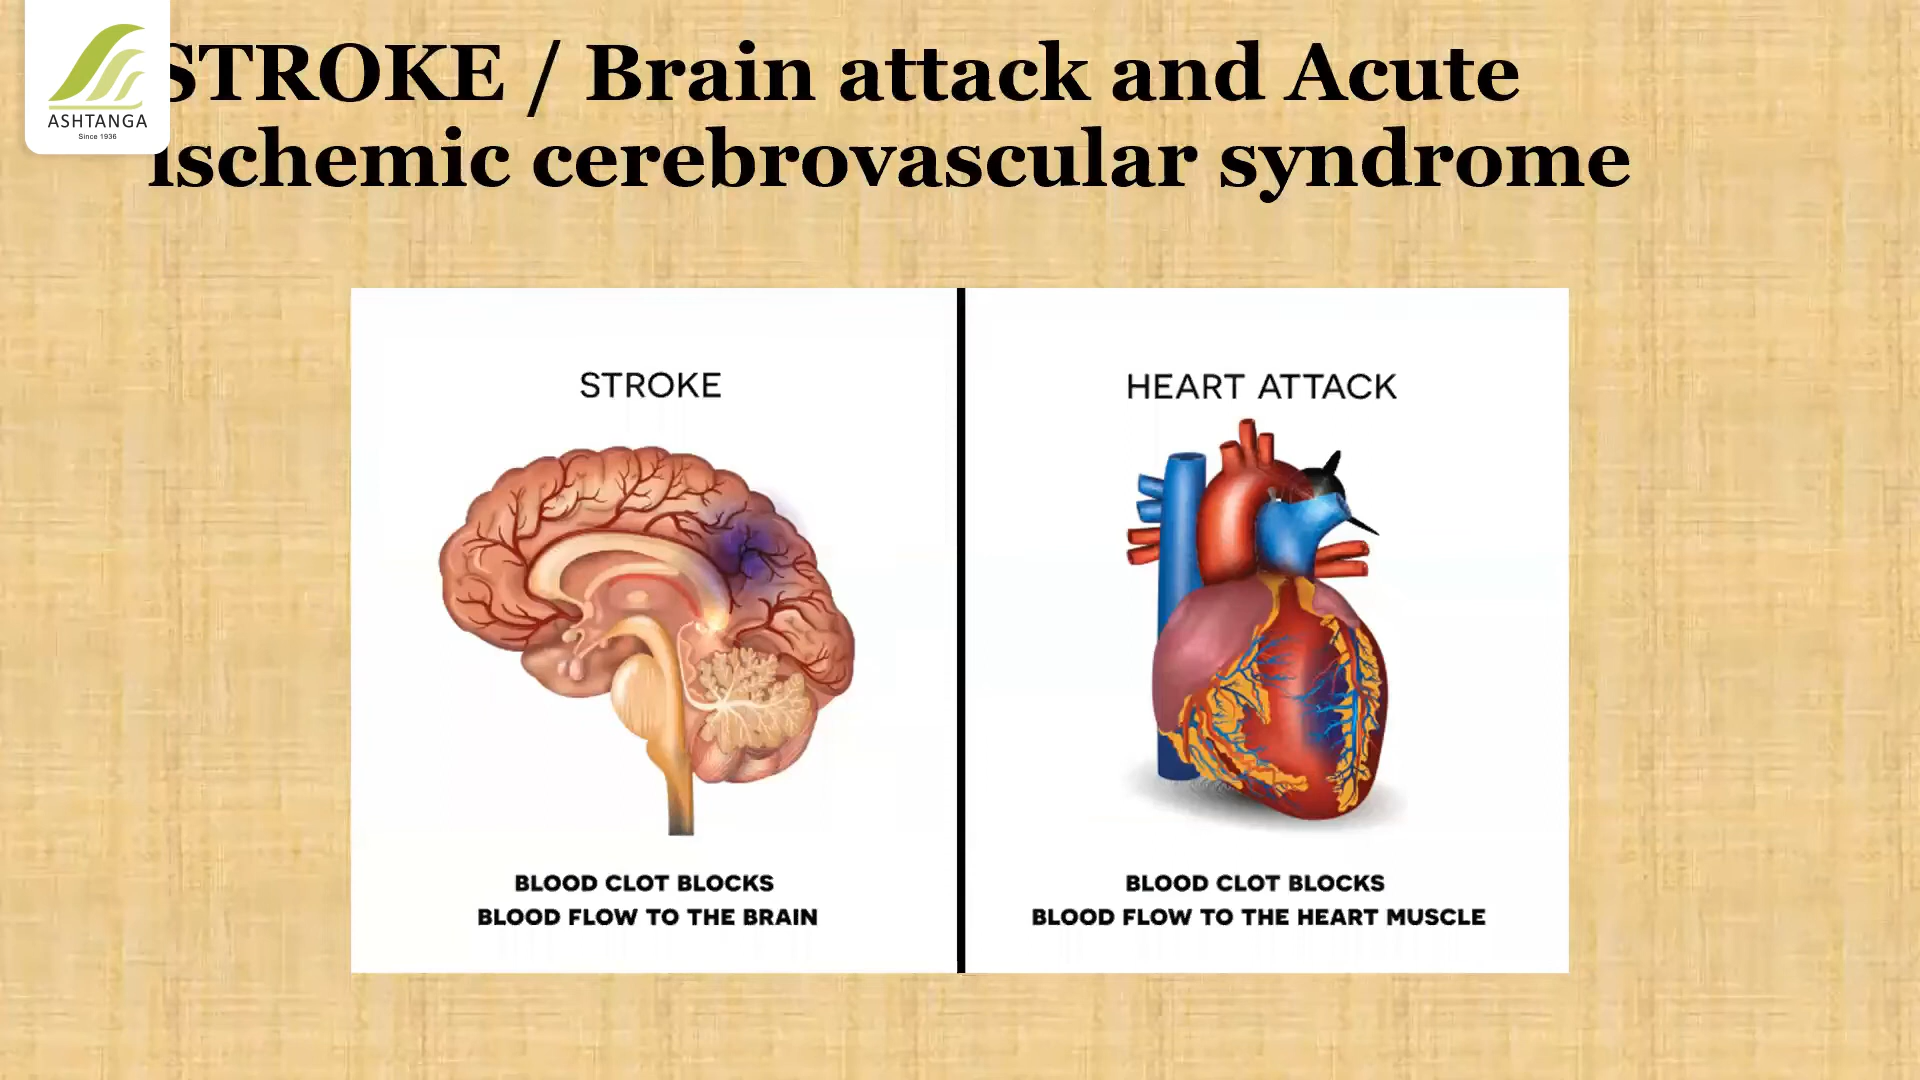 ASHTANGA
Since 1936
STROKE / Brain attack and Acute
ischemic cerebrovascular syndrome
STROKE
HEART ATTACK
BLOOD CLOT BLOCKS
BLOOD FLOW TO THE BRAIN
BLOOD CLOT BLOCKS
BLOOD FLOW TO THE HEART MUSCLE